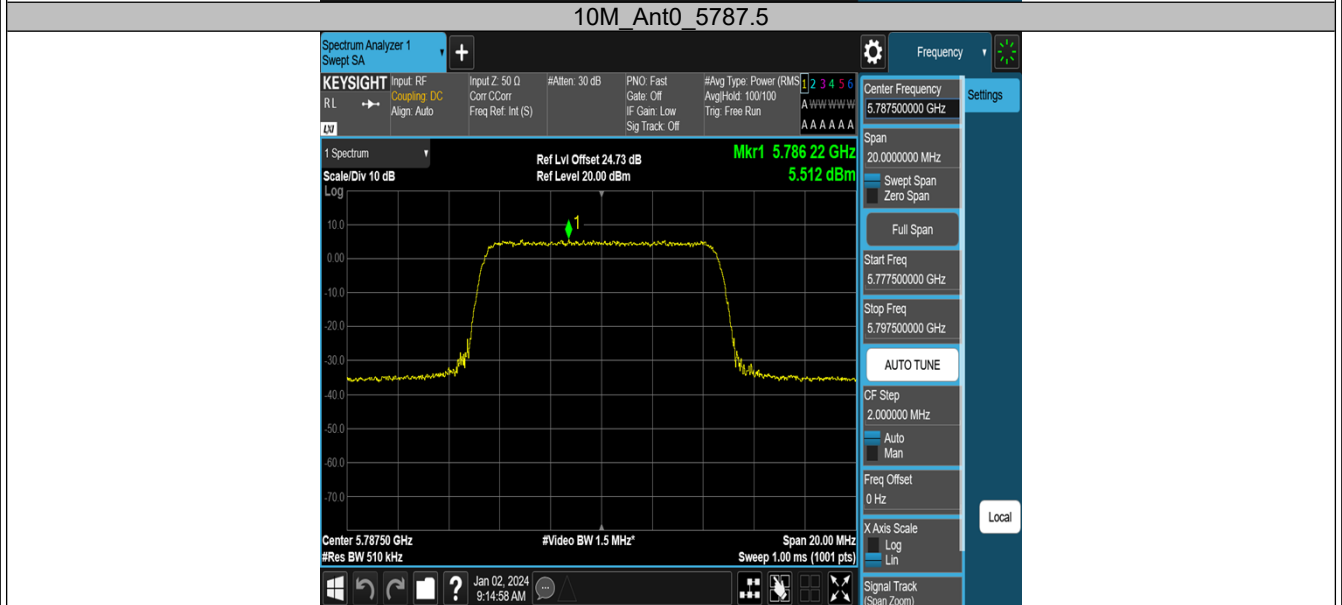 10M_Ant0_5787.5
Spectrum Analyzer 1
Swept SA
+
Frequency
KEYSIGHT
RL
LXI
Input: RF
Coupling: DC
Align: Auto
Input Z: 50 Ω
Corr CCorr
Freq Ref: Int (S)
#Atten: 30 dB
PNO: Fast
Gate: Off
IF Gain: Low
Sig Track: Off
#Avg Type: Power (RMS
Avg|Hold: 100/100
Trig: Free Run
1 2 3 4 5 6
A W W W W W
A A A A A A
1 Spectrum
Scale/Div 10 dB
Log
Ref Lvl Offset 24.73 dB
Ref Level 20.00 dBm
Mkr1 5.786 22 GHz
5.512 dBm
1
10.0
0.00
-10.0
-20.0
-30.0
-40.0
-50.0
-60.0
-70.0
Center 5.78750 GHz
#Res BW 510 kHz
#Video BW 1.5 MHz*
Span 20.00 MHz
Sweep 1.00 ms (1001 pts)
?
Jan 02, 2024
9:14:58 AM
Center Frequency
5.787500000 GHz
Span
20.0000000 MHz
Swept Span
Zero Span
Full Span
Start Freq
5.777500000 GHz
Stop Freq
5.797500000 GHz
AUTO TUNE
CF Step
2.000000 MHz
Auto
Man
Freq Offset
0 Hz
X Axis Scale
Log
Lin
Signal Track
(Span Zoom)
Settings
Local